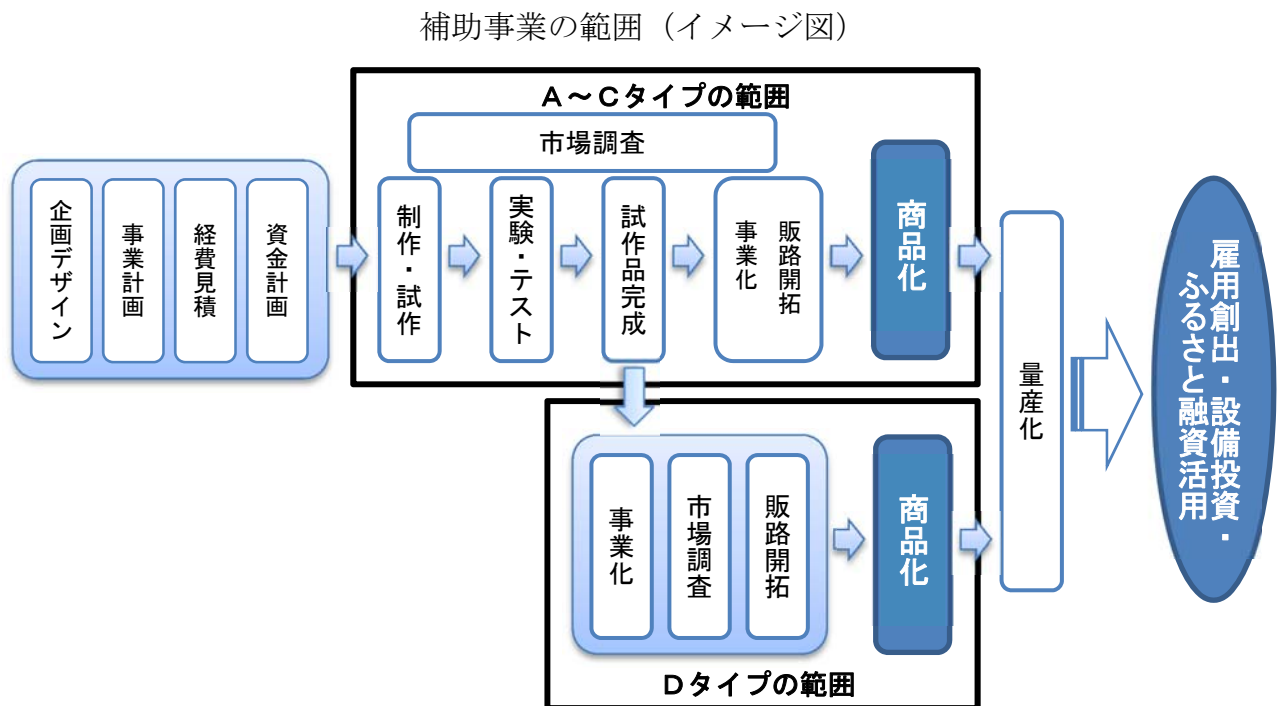 補助事業の範囲（イメージ図）
A～Cタイプの範囲
市場調査
企画デザイン
事業計画
経費見積
資金計画
制作・試作
実験・テスト
試作品完成
販路開拓
事業化
商品化
事業化
市場調査
販路開拓
商品化
Dタイプの範囲
量産化
雇用創出・設備投資・
ふるさと融資活用